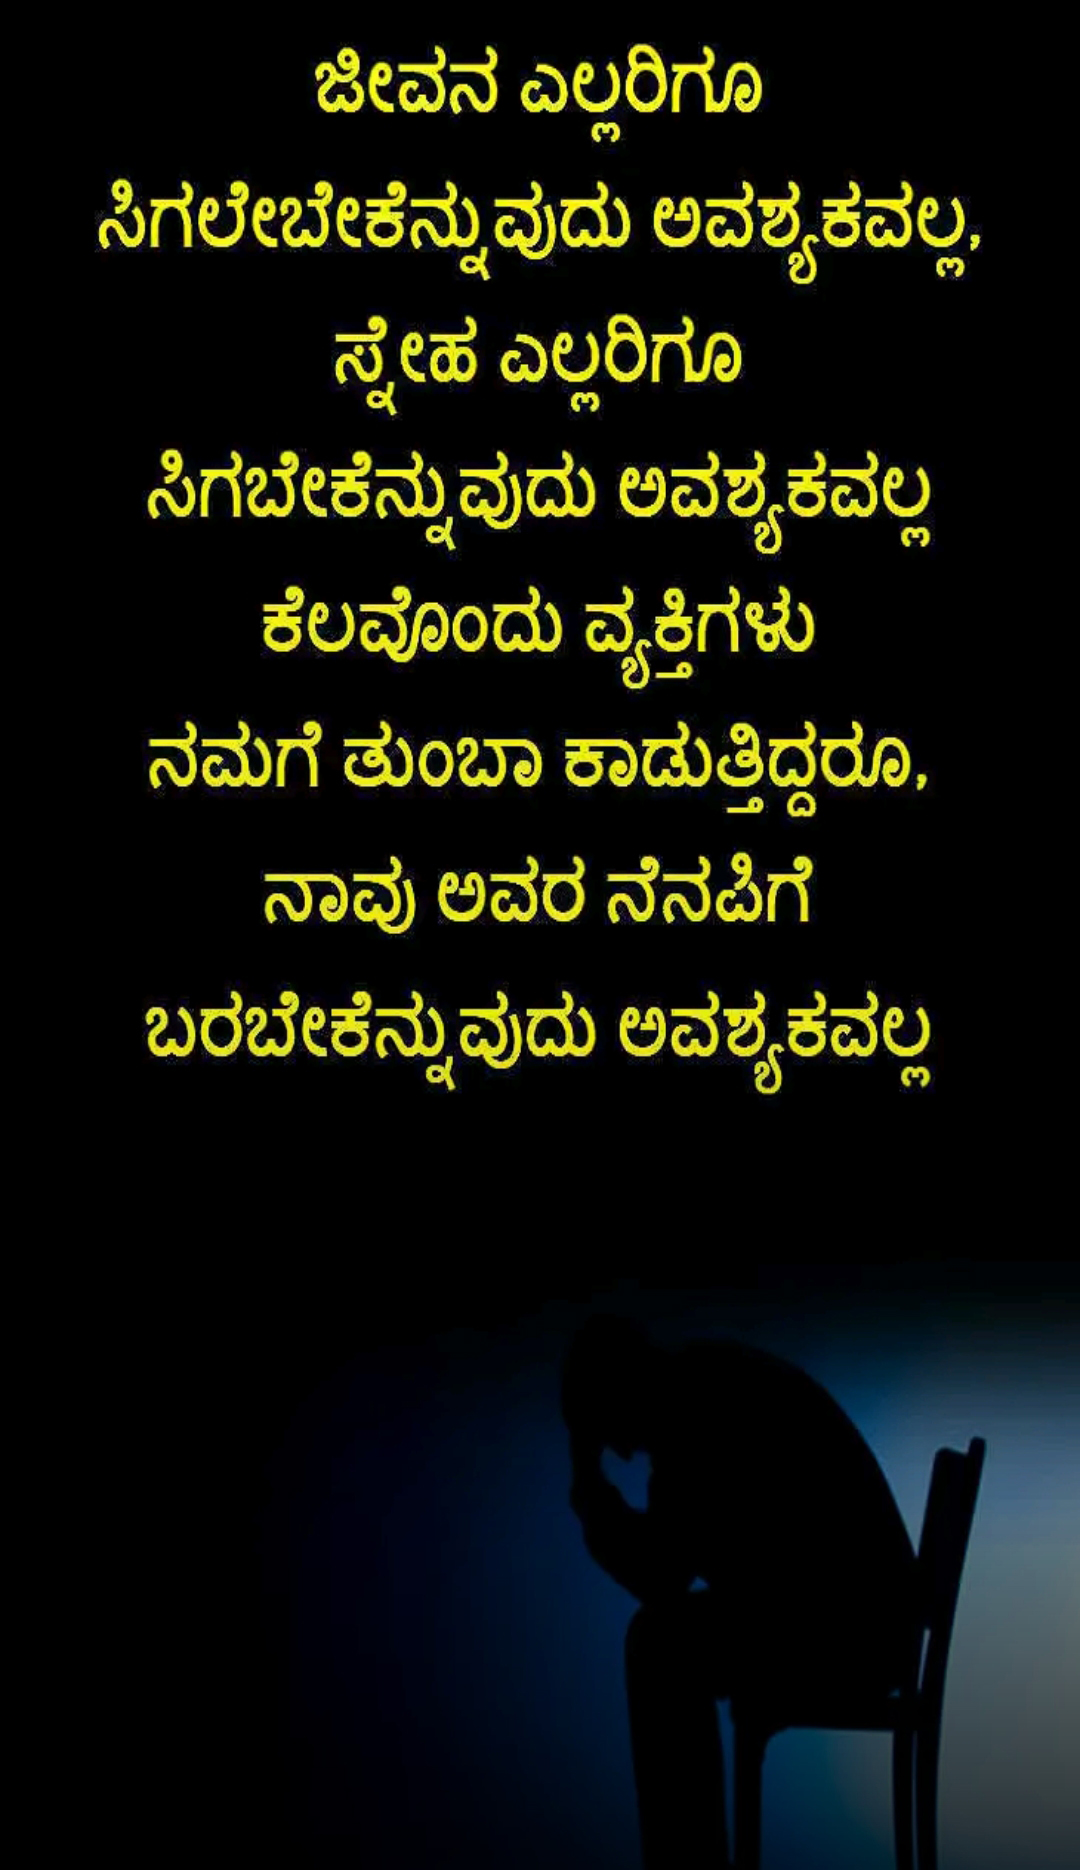 ಜೀವನ ಎಲ್ಲರಿಗೂ
ಸಿಗಲೇಬೇಕೆನ್ನುವುದು ಅವಶ್ಯಕವಲ್ಲ,
ಸ್ನೇಹ ಎಲ್ಲರಿಗೂ
ಸಿಗಬೇಕೆನ್ನುವುದು ಅವಶ್ಯಕವಲ್ಲ
ಕೆಲವೊಂದು ವ್ಯಕ್ತಿಗಳು
ನಮಗೆ ತುಂಬಾ ಕಾಡುತ್ತಿದ್ದರೂ,
ನಾವು ಅವರ ನೆನಪಿಗೆ
ಬರಬೇಕೆನ್ನುವುದು ಅವಶ್ಯಕವಲ್ಲ